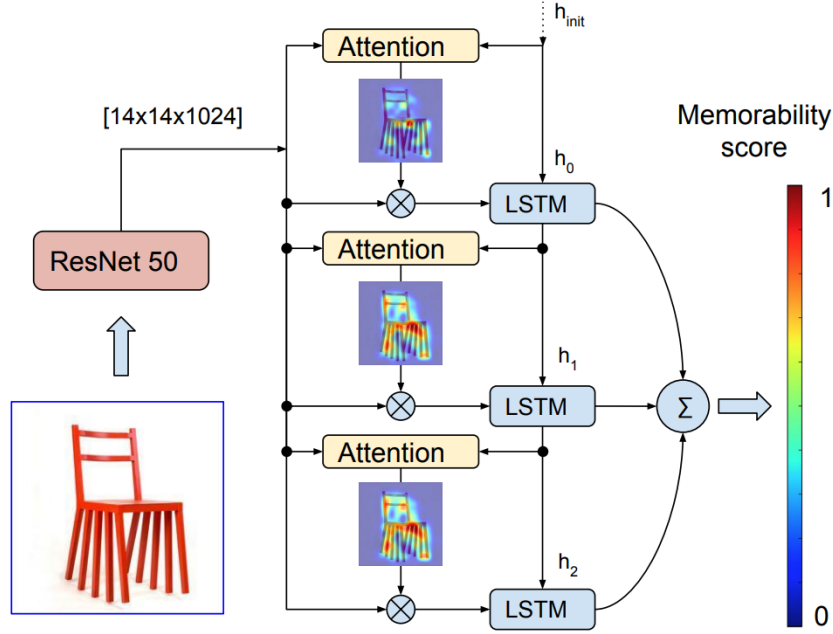 h_init
Attention
[14x14x1024]
Memorability
score
h_0
LSTM
1
ResNet 50
Attention
h_1
LSTM
Σ
Attention
h_2
LSTM
0